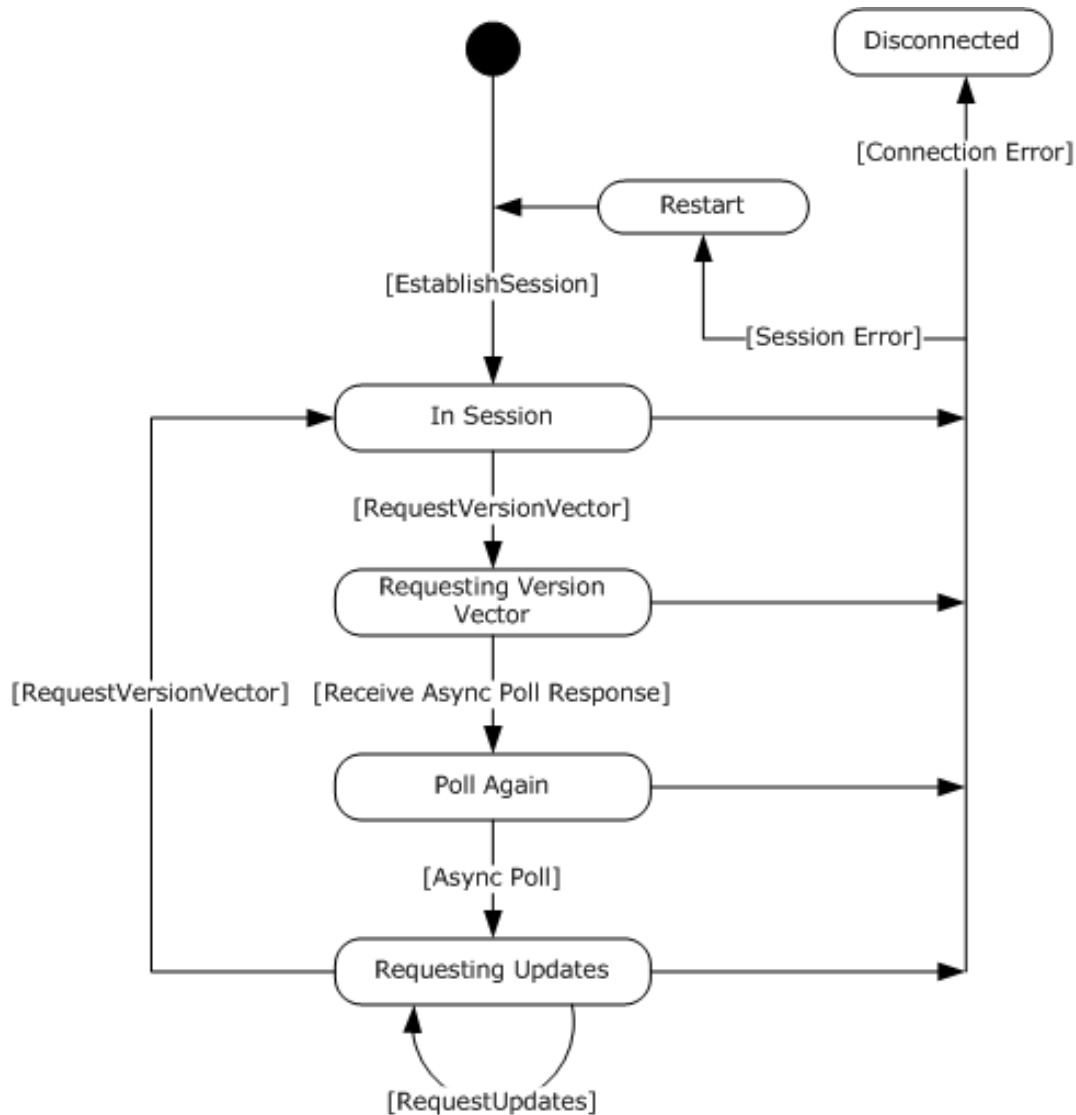 Disconnected
[Connection Error]
Restart
[EstablishSession]
[Session Error]
In Session
[RequestVersionVector]
Requesting Version
Vector
[RequestVersionVector]
[Receive Async Poll Response]
Poll Again
[Async Poll]
Requesting Updates
[RequestUpdates]